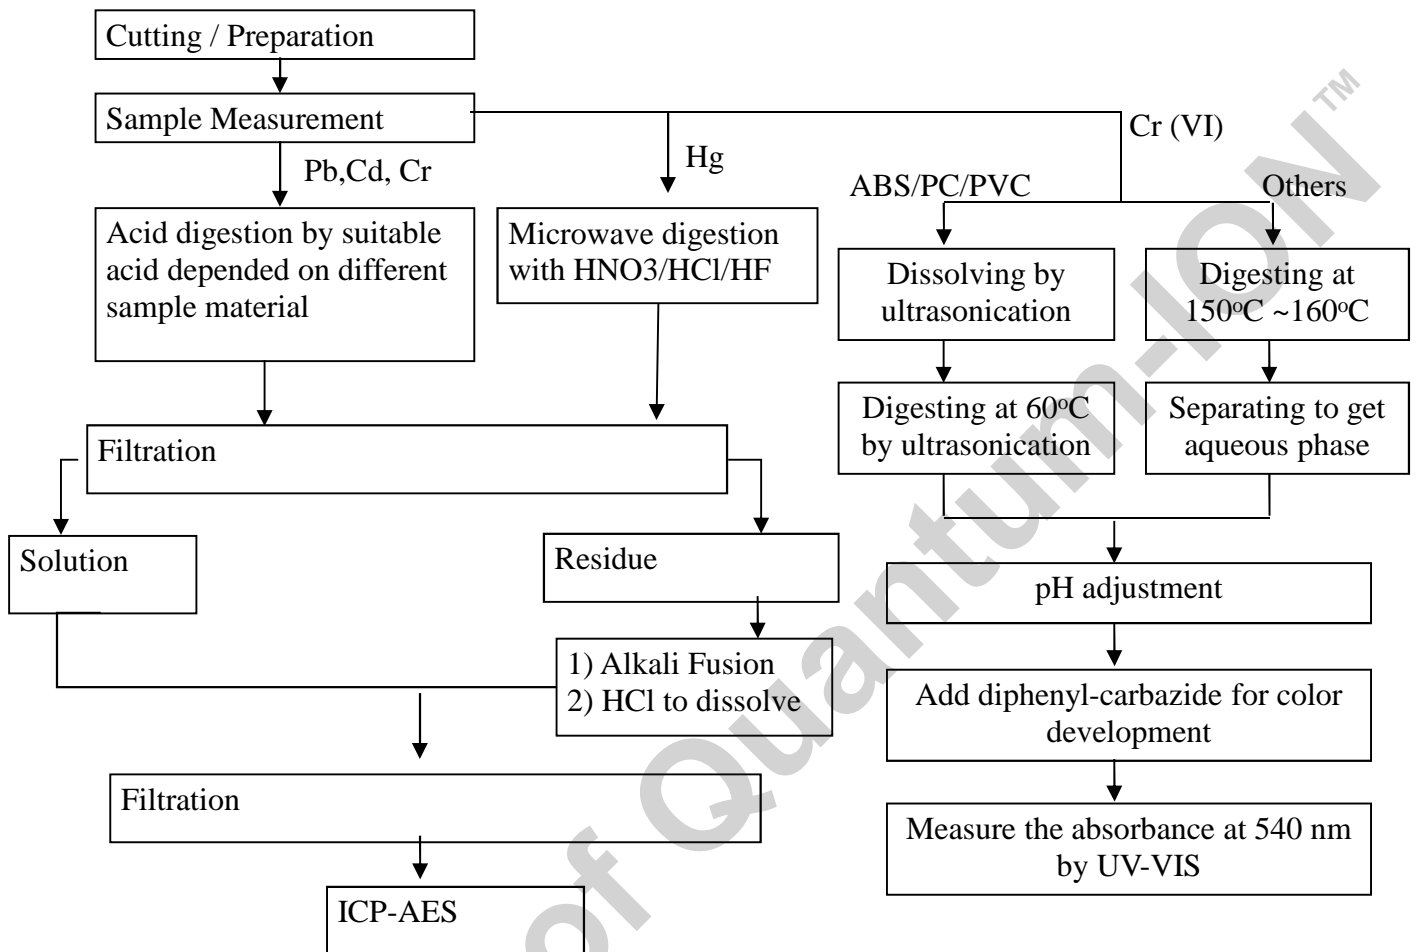 Cutting / Preparation
Sample Measurement
Cr (VI)
Pb,Cd, Cr
Hg
ABS/PC/PVC
Others
Acid digestion by suitable
acid depended on different
sample material
Microwave digestion
with HNO3/HCl/HF
Dissolving by
ultrasonication
Digesting at
150oC ~160oC
Digesting at 60oC
by ultrasonication
Separating to get
aqueous phase
Filtration
Solution
Residue
pH adjustment
1) Alkali Fusion
2) HCl to dissolve
Add diphenyl-carbazide for color
development
Filtration
Measure the absorbance at 540 nm
by UV-VIS
ICP-AES
of Quantum-ION™